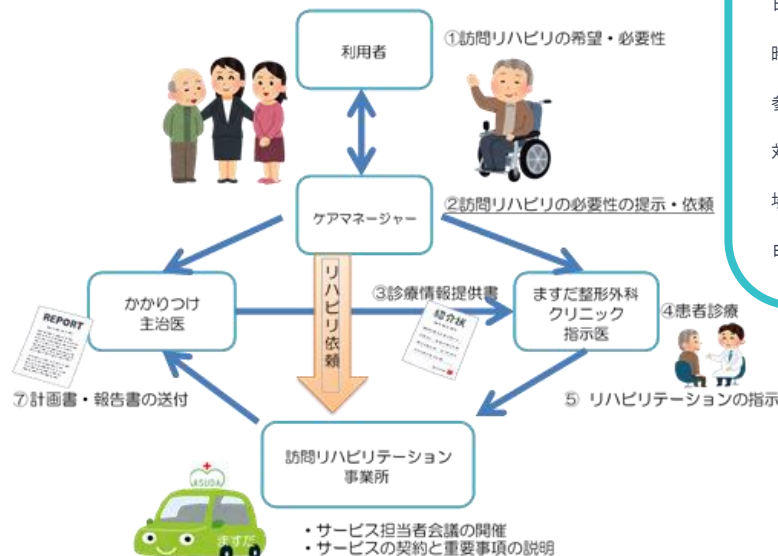 利用者
①訪問リハビリの希望・必要性
ケアマネージャー
②訪問リハビリの必要性の提示・依頼
リハビリ依頼
かかりつけ
主治医
③診療情報提供書
紹介状
ますだ整形外科
クリニック
指示医
④患者診療
REPORT
⑦計画書・報告書の送付
⑤ リハビリテーションの指示
訪問リハビリテーション
事業所
ASUDA
ますだ
・サービス担当者会議の開催
・サービスの契約と重要事項の説明